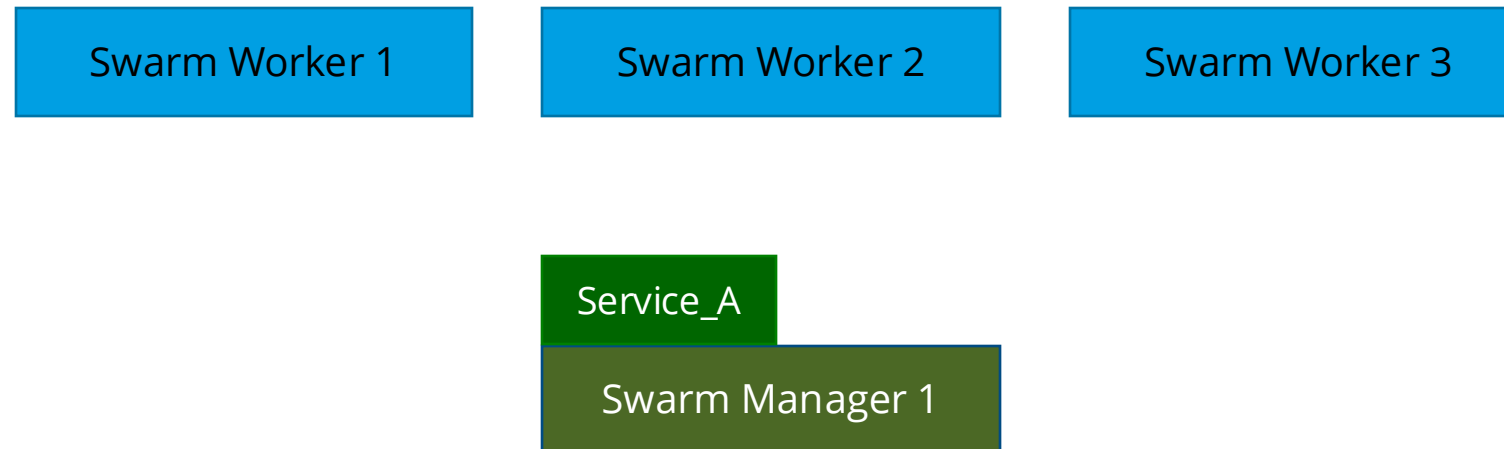 Swarm Worker 1
Swarm Worker 2
Swarm Worker 3
Service_A
Swarm Manager 1